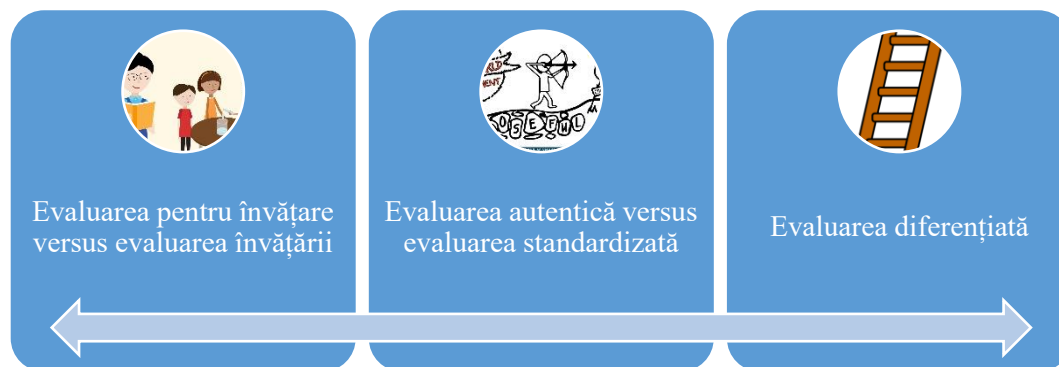 Evaluarea pentru învățare
versus evaluarea învățării
Evaluarea autentică versus
evaluarea standardizată
Evaluarea diferențiată